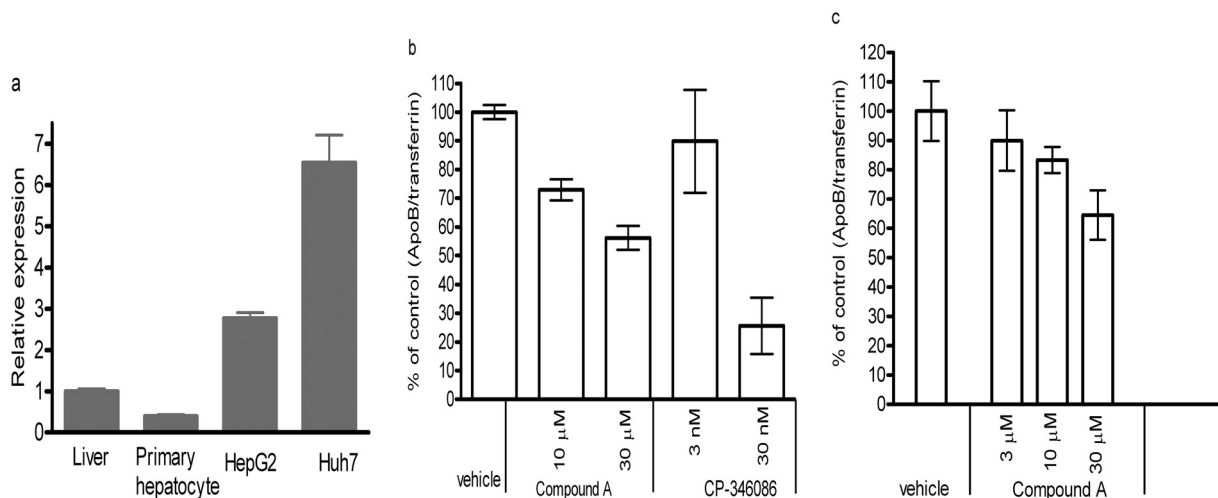 a
Relative expression
7
6
5
4
3
2
1
0
Liver
Primary
hepatocyte
HepG2
Huh7
b
% of control (ApoB/transferrin)
110
100
90
80
70
60
50
40
30
20
10
0
vehicle
10 µM
30 µM
Compound A
3 nM
30 nM
CP-346086
c
% of control (ApoB/transferrin)
120
110
100
90
80
70
60
50
40
30
20
10
0
vehicle
3 µM
10 µM
30 µM
Compound A